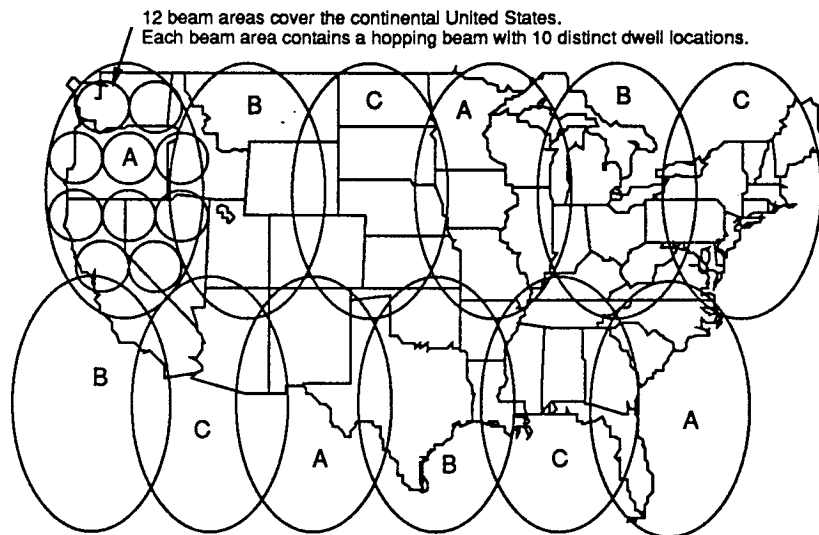 12 beam areas cover the continental United States.
Each beam area contains a hopping beam with 10 distinct dwell locations.
B
C
A
B
C
A
B
C
A
B
C
A